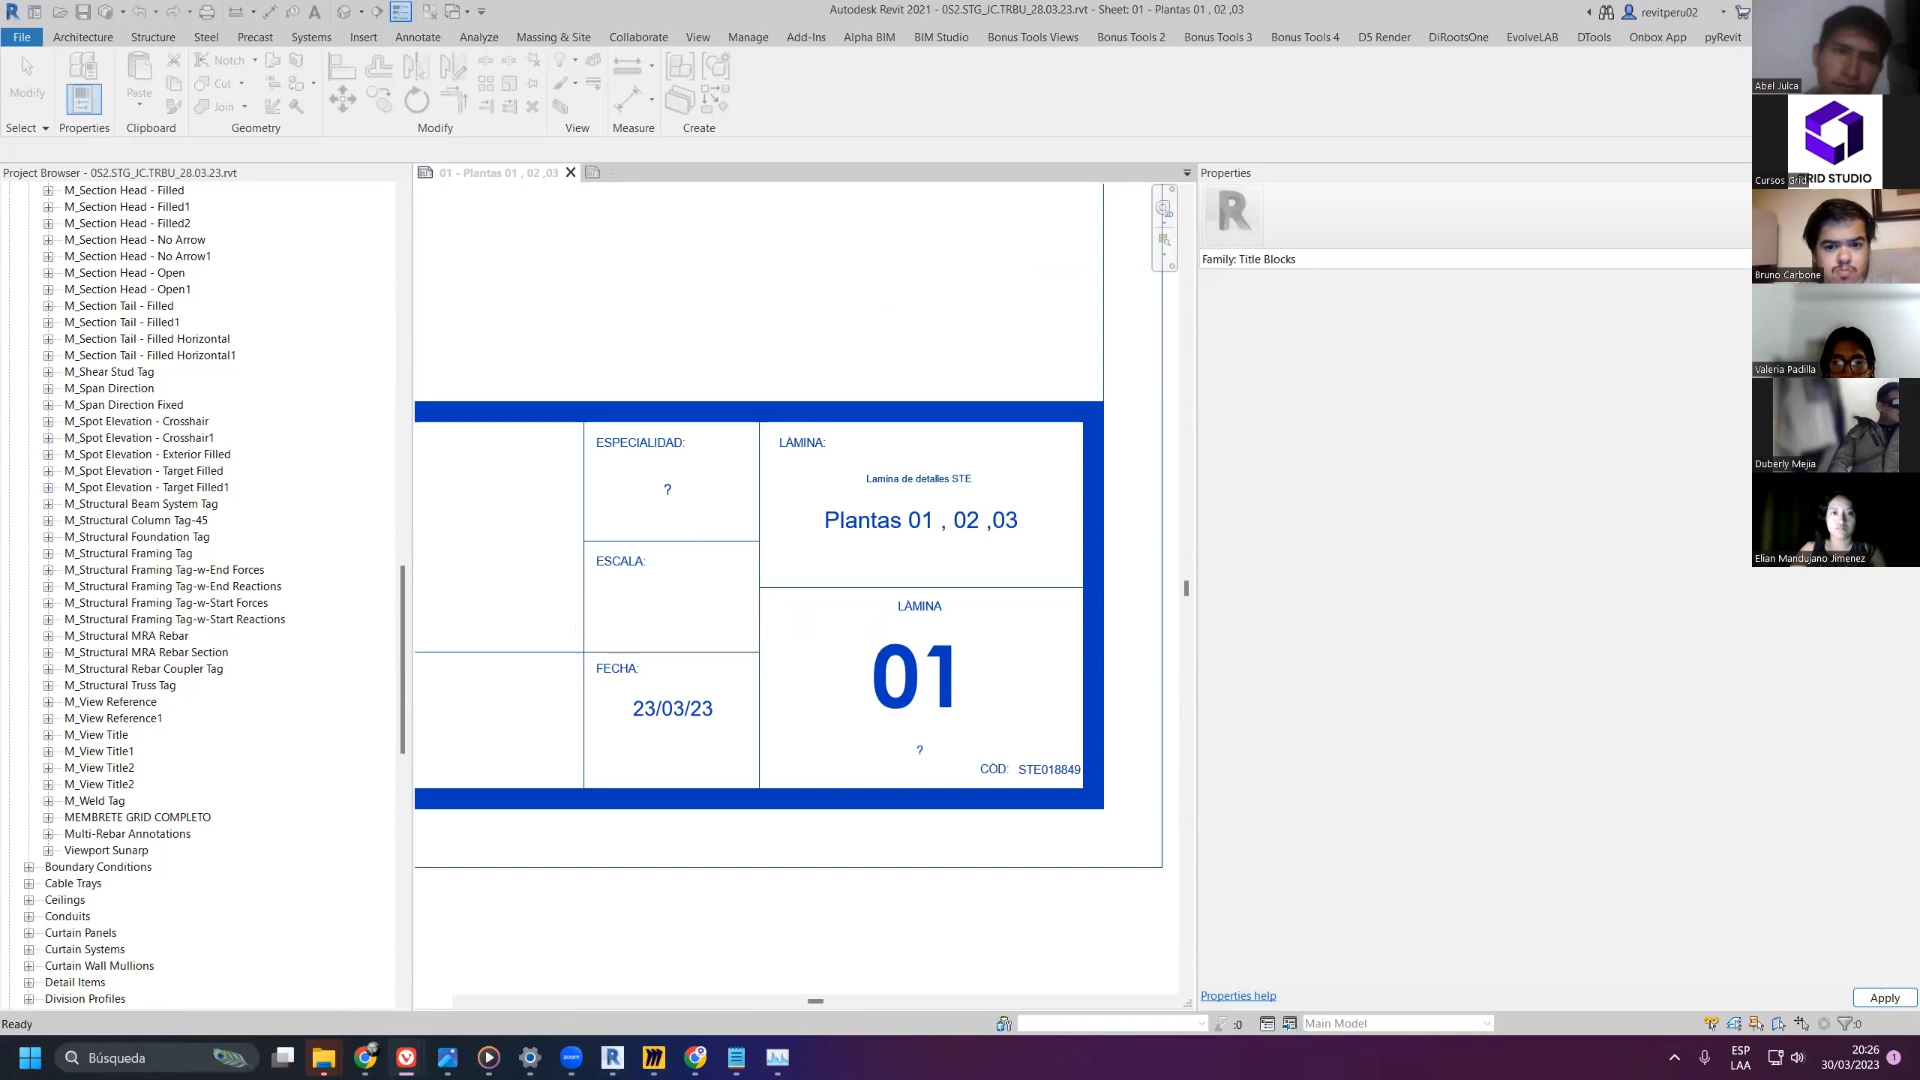 Autodesk Revit 2021 - 0S2.STG_JC.TRBU_28.03.23.rvt - Sheet: 01 - Plantas 01 , 02 ,03
revitperu02
File Architecture Structure Steel Precast Systems Insert Annotate Analyze Massing & Site Collaborate View Manage Add-Ins Alpha BIM BIM Studio Bonus Tools Views Bonus Tools 2 Bonus Tools 3 Bonus Tools 4 D5 Render DiRootsOne EvolveLAB DTools Onbox App pyRevit
Modify
Paste
Notch
Cut
Join
Select Properties Clipboard Geometry Modify View Measure Create
Project Browser - 0S2.STG_JC.TRBU_28.03.23.rvt
M_Section Head - Filled
M_Section Head - Filled1
M_Section Head - Filled2
M_Section Head - No Arrow
M_Section Head - No Arrow1
M_Section Head - Open
M_Section Head - Open1
M_Section Tail - Filled
M_Section Tail - Filled1
M_Section Tail - Filled Horizontal
M_Section Tail - Filled Horizontal1
M_Shear Stud Tag
M_Span Direction
M_Span Direction Fixed
M_Spot Elevation - Crosshair
M_Spot Elevation - Crosshair1
M_Spot Elevation - Exterior Filled
M_Spot Elevation - Target Filled
M_Spot Elevation - Target Filled1
M_Structural Beam System Tag
M_Structural Column Tag-45
M_Structural Foundation Tag
M_Structural Framing Tag
M_Structural Framing Tag-w-End Forces
M_Structural Framing Tag-w-End Reactions
M_Structural Framing Tag-w-Start Forces
M_Structural Framing Tag-w-Start Reactions
M_Structural MRA Rebar
M_Structural MRA Rebar Section
M_Structural Rebar Coupler Tag
M_Structural Truss Tag
M_View Reference
M_View Reference1
M_View Title
M_View Title1
M_View Title2
M_View Title2
M_Weld Tag
MEMBRETE GRID COMPLETO
Multi-Rebar Annotations
Viewport Sunarp
Boundary Conditions
Cable Trays
Ceilings
Conduits
Curtain Panels
Curtain Systems
Curtain Wall Mullions
Detail Items
Division Profiles
01 - Plantas 01 , 02 ,03
ESPECIALIDAD:
?
ESCALA:
FECHA:
23/03/23
LÀMINA:
Lamina de detalles STE
Plantas 01 , 02 ,03
LÀMINA
01
?
CÒD: STE018849
Properties
R
Family: Title Blocks
Properties help
Apply
Abel Julca
GRID STUDIO
Cursos Grid
Bruno Carbone
Valeria Padilla
Duberly Mejia
Elian Mandujano Jimenez
Ready
:0
Main Model
:0
Búsqueda
ESP
LAA
20:26
30/03/2023
1